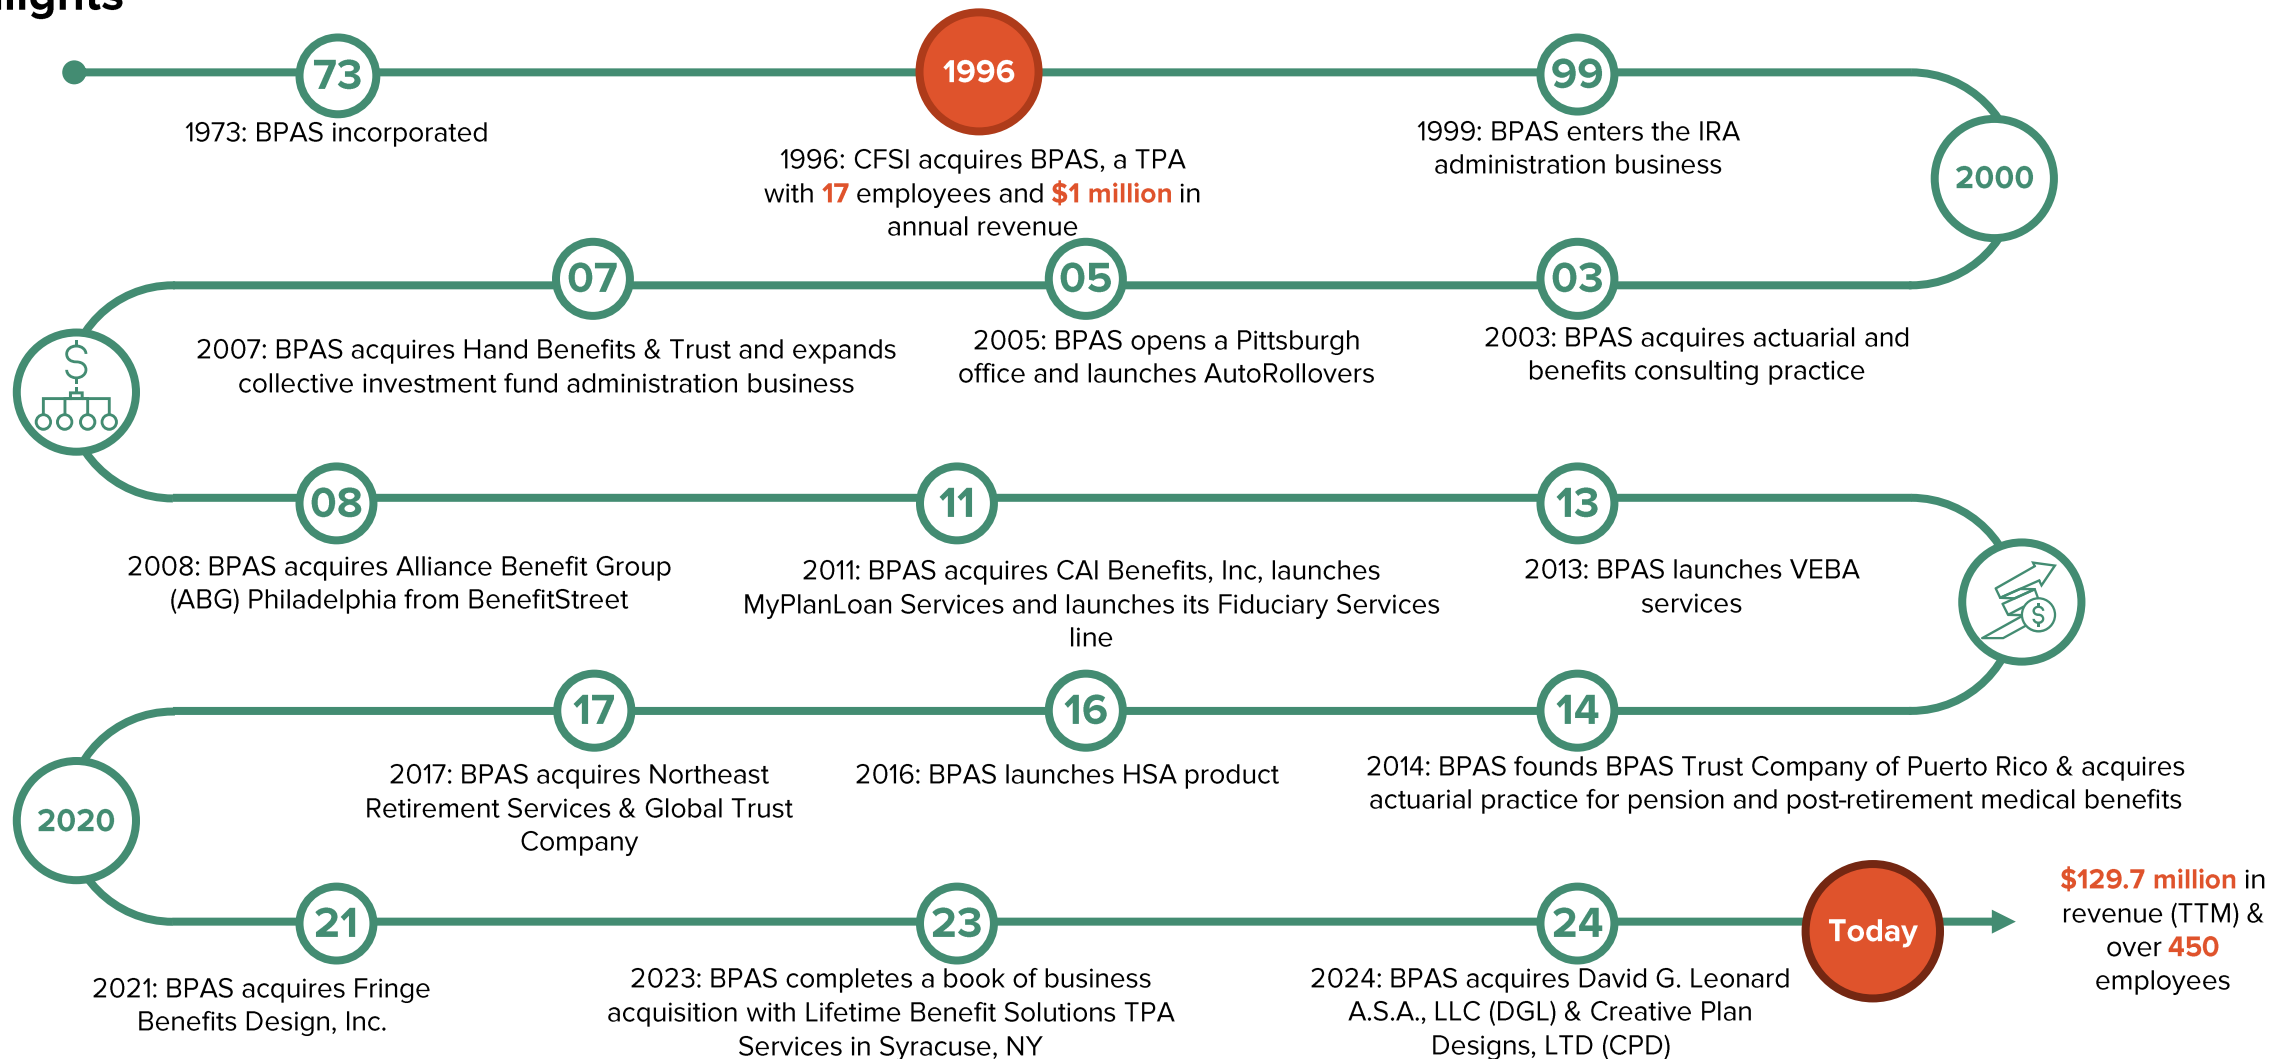 73
1996
99
1973: BPAS incorporated
1996: CFSI acquires BPAS, a TPA
with 17 employees and $1 million in
annual revenue
1999: BPAS enters the IRA
administration business
2000
07
05
03
2007: BPAS acquires Hand Benefits & Trust and expands
collective investment fund administration business
2005: BPAS opens a Pittsburgh
office and launches AutoRollovers
2003: BPAS acquires actuarial and
benefits consulting practice
$
08
11
13
2008: BPAS acquires Alliance Benefit Group
(ABG) Philadelphia from BenefitStreet
2011: BPAS acquires CAI Benefits, Inc, launches
MyPlanLoan Services and launches its Fiduciary Services
line
2013: BPAS launches VEBA
services
$
17
16
14
2017: BPAS acquires Northeast
Retirement Services & Global Trust
Company
2016: BPAS launches HSA product
2014: BPAS founds BPAS Trust Company of Puerto Rico & acquires
actuarial practice for pension and post-retirement medical benefits
2020
21
23
24
Today
2021: BPAS acquires Fringe
Benefits Design, Inc.
2023: BPAS completes a book of business
acquisition with Lifetime Benefit Solutions TPA
Services in Syracuse, NY
2024: BPAS acquires David G. Leonard
A.S.A., LLC (DGL) & Creative Plan
Designs, LTD (CPD)
$129.7 million in
revenue (TTM) &
over 450
employees